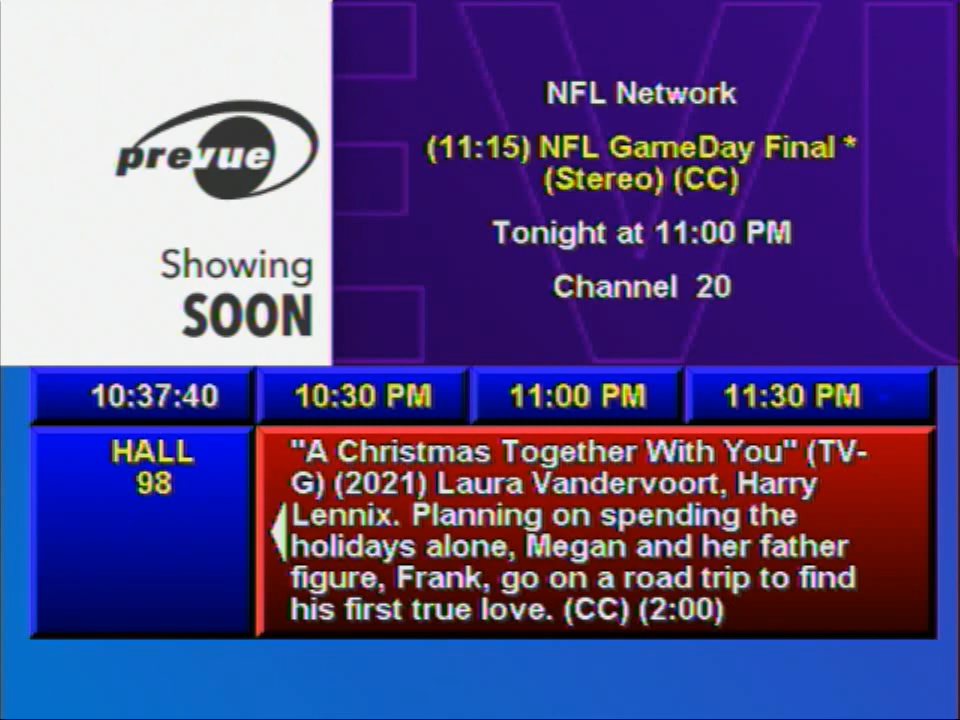 prevue
Showing
SOON
NFL Network
(11:15) NFL GameDay Final *
(Stereo) (CC)
Tonight at 11:00 PM
Channel 20
10:37:40
10:30 PM
11:00 PM
11:30 PM
HALL
98
"A Christmas Together With You" (TV-
G) (2021) Laura Vandervoort, Harry
Lennix. Planning on spending the
holidays alone, Megan and her father
figure, Frank, go on a road trip to find
his first true love. (CC) (2:00)